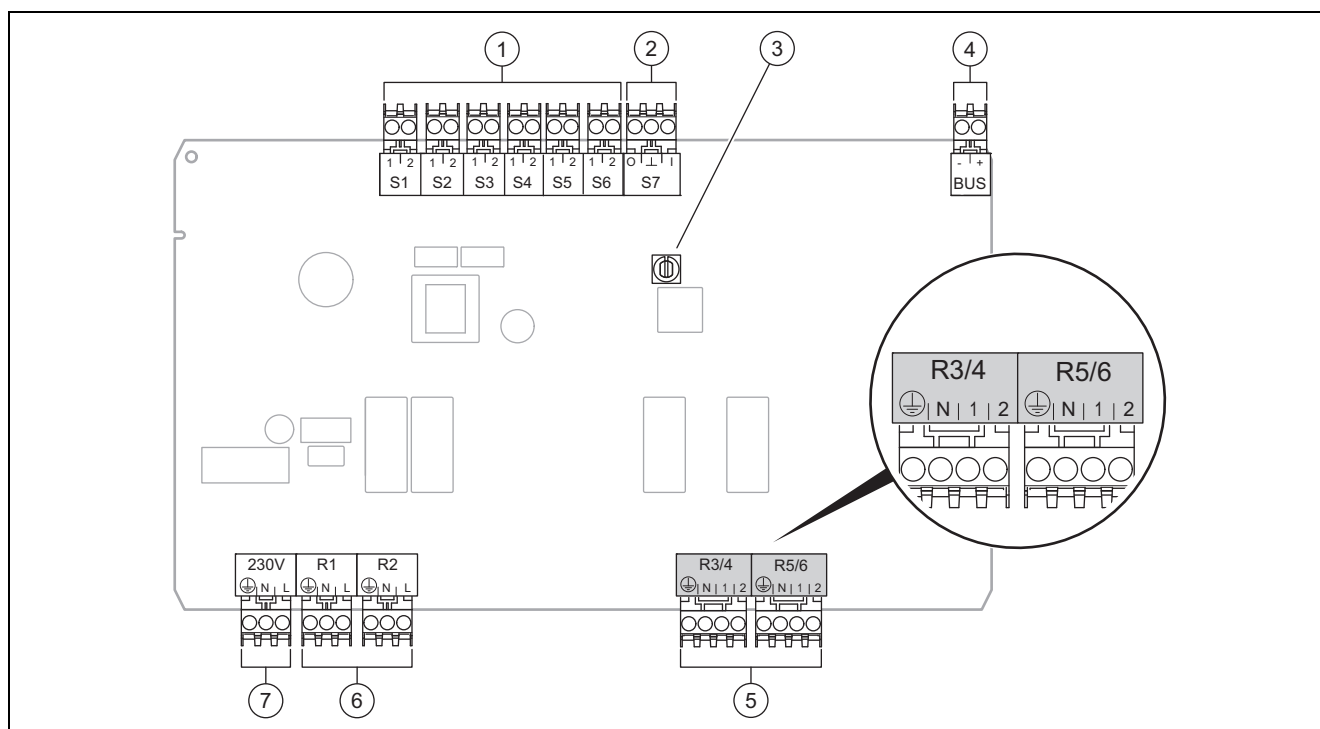 1 2 3 4
1 2 1 2 1 2 1 2 1 2 1 2 O ⊥ I - +
S1 S2 S3 S4 S5 S6 S7 BUS
R3/4 R5/6
⏚ N 1 2 ⏚ N 1 2
230V R1 R2 R3/4 R5/6
⏚ N L ⏚ N L ⏚ N L ⏚ N 1 2 ⏚ N 1 2
7 6 5